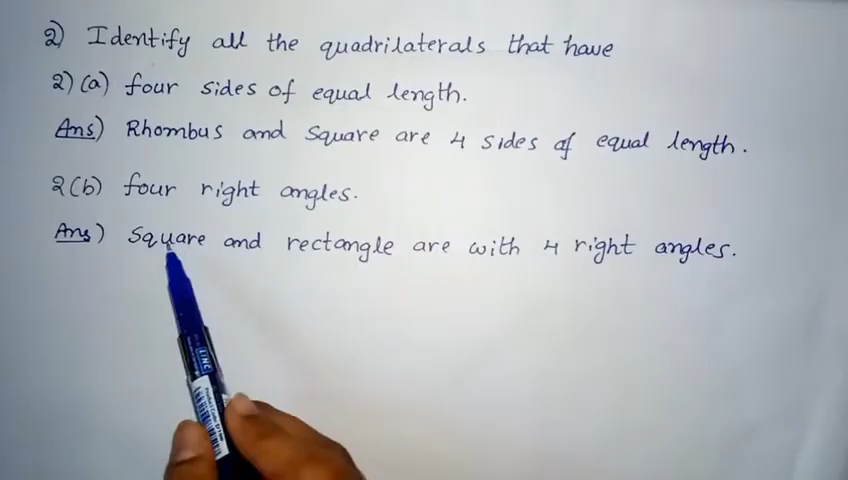 2) Identify all the quadrilaterals that have
2)(a) four sides of equal length.
Ans) Rhombus and Square are 4 sides of equal length.
2(b) four right angles.
Ans) Square and rectangle are with 4 right angles.
LINC